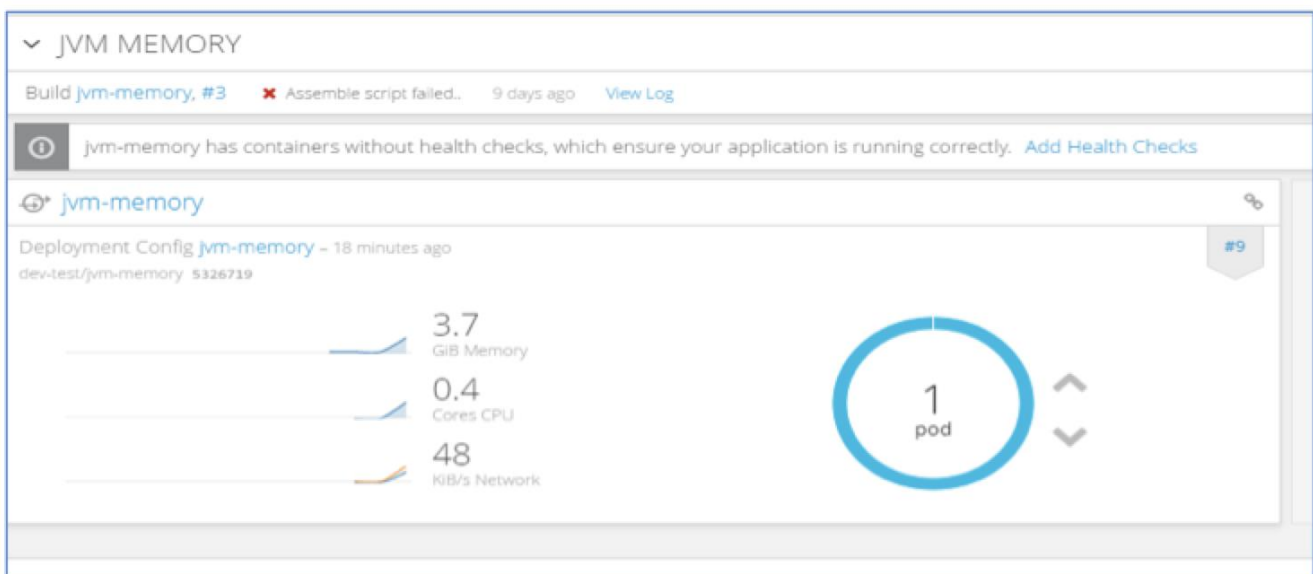 JVM MEMORY
Build jvm-memory, #3 Assemble script failed.. 9 days ago View Log
jvm-memory has containers without health checks, which ensure your application is running correctly. Add Health Checks
jvm-memory
Deployment Config jvm-memory – 18 minutes ago
#9
dev-test/jvm-memory 5326719
3.7
GiB Memory
0.4
Cores CPU
48
KiB/s Network
1
pod